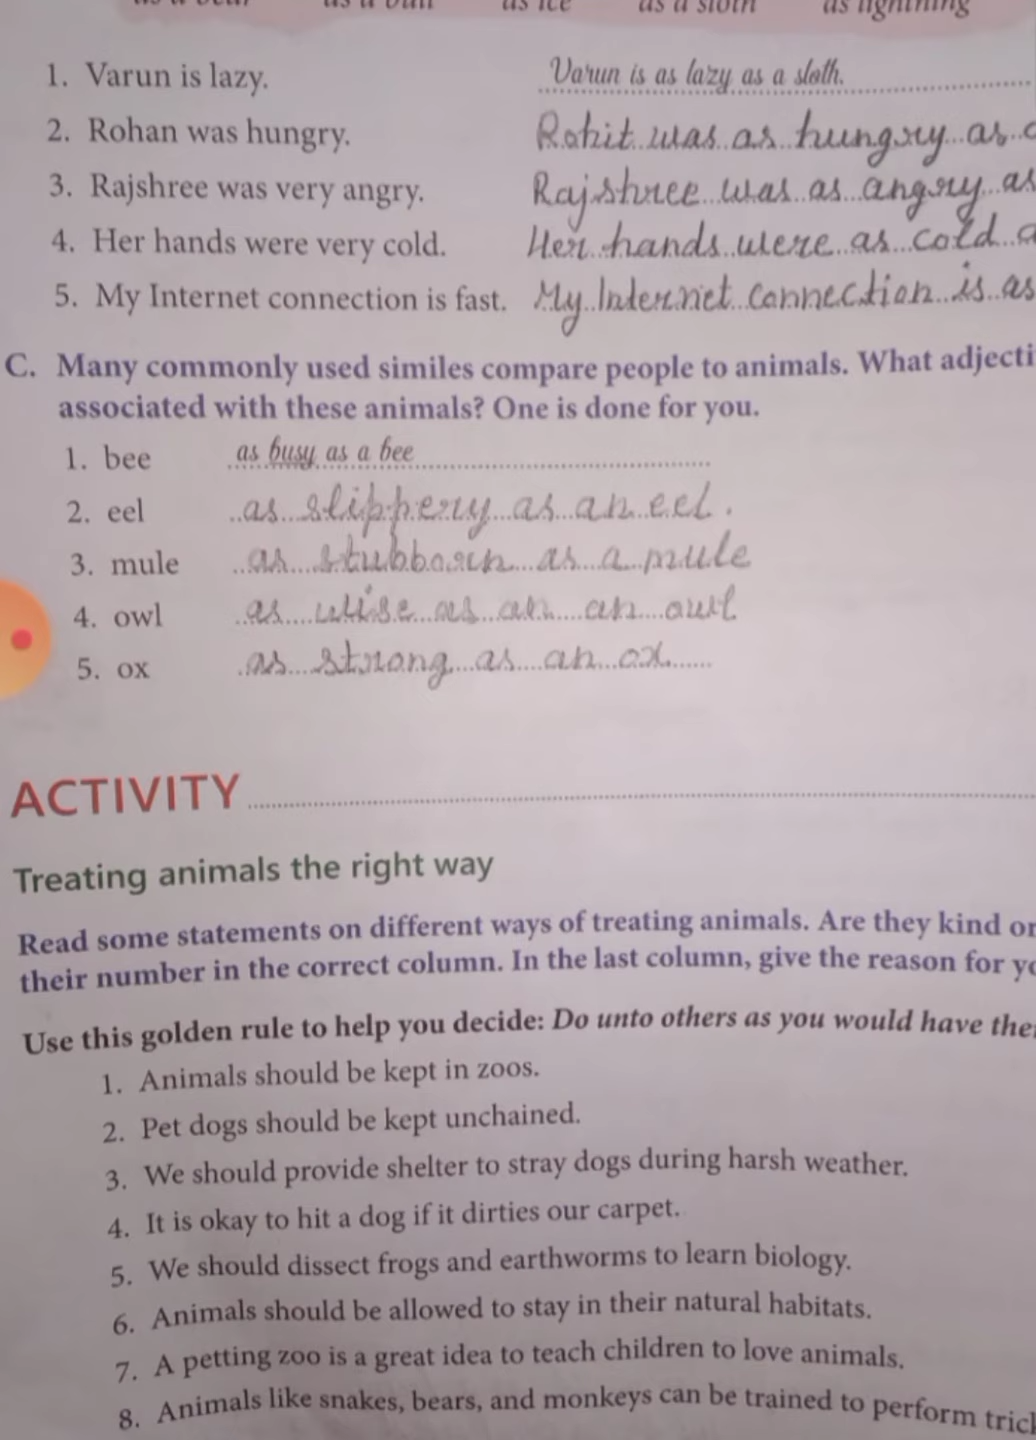 as a bull as ice as a sloth as lightning
1. Varun is lazy. Varun is as lazy as a sloth.
2. Rohan was hungry. Rohit was as hungry as
3. Rajshree was very angry. Rajshree was as angry as
4. Her hands were very cold. Her hands were as cold a
5. My Internet connection is fast. My Internet connection is as
C. Many commonly used similes compare people to animals. What adjecti
associated with these animals? One is done for you.
1. bee as busy as a bee
2. eel as slippery as an eel.
3. mule as stubborn as a mule
4. owl as wise as an an owl
5. ox as strong as an ox
ACTIVITY
Treating animals the right way
Read some statements on different ways of treating animals. Are they kind or
their number in the correct column. In the last column, give the reason for yo
Use this golden rule to help you decide: Do unto others as you would have the
1. Animals should be kept in zoos.
2. Pet dogs should be kept unchained.
3. We should provide shelter to stray dogs during harsh weather.
4. It is okay to hit a dog if it dirties our carpet.
5. We should dissect frogs and earthworms to learn biology.
6. Animals should be allowed to stay in their natural habitats.
7. A petting zoo is a great idea to teach children to love animals.
8. Animals like snakes, bears, and monkeys can be trained to perform trick